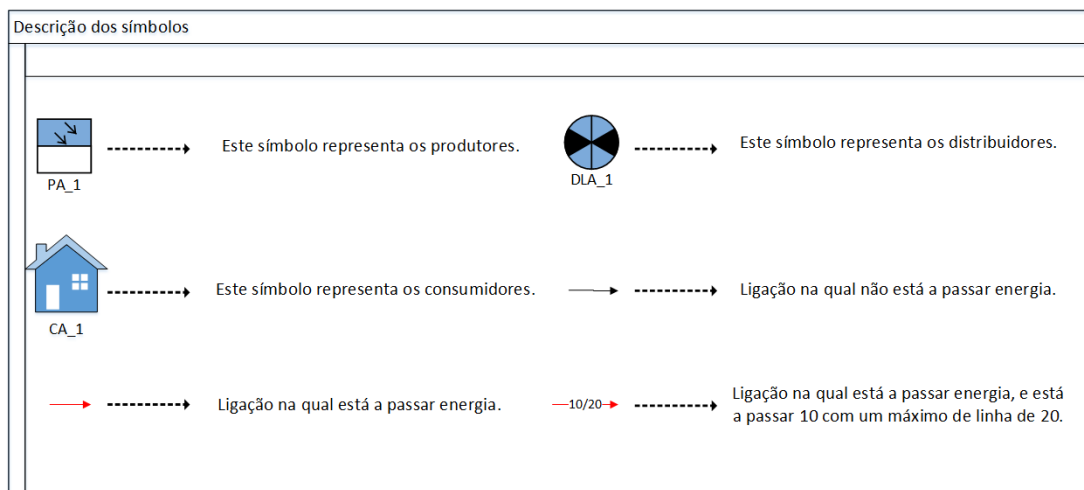 Descrição dos símbolos
Este símbolo representa os produtores.
PA_1
Este símbolo representa os distribuidores.
DLA_1
Este símbolo representa os consumidores.
CA_1
Ligação na qual não está a passar energia.
Ligação na qual está a passar energia.
10/20
Ligação na qual está a passar energia, e está
a passar 10 com um máximo de linha de 20.